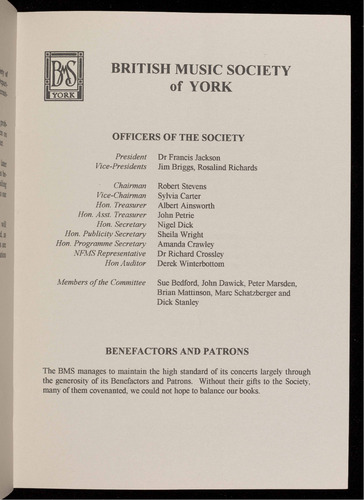 BMS
YORK
BRITISH MUSIC SOCIETY
of YORK
OFFICERS OF THE SOCIETY
President Dr Francis Jackson
Vice-Presidents Jim Briggs, Rosalind Richards
Chairman Robert Stevens
Vice-Chairman Sylvia Carter
Hon. Treasurer Albert Ainsworth
Hon. Asst. Treasurer John Petrie
Hon. Secretary Nigel Dick
Hon. Publicity Secretary Sheila Wright
Hon. Programme Secretary Amanda Crawley
NFMS Representative Dr Richard Crossley
Hon Auditor Derek Winterbottom
Members of the Committee Sue Bedford, John Dawick, Peter Marsden,
Brian Mattinson, Marc Schatzberger and
Dick Stanley
BENEFACTORS AND PATRONS
The BMS manages to maintain the high standard of its concerts largely through
the generosity of its Benefactors and Patrons. Without their gifts to the Society,
many of them covenanted, we could not hope to balance our books.